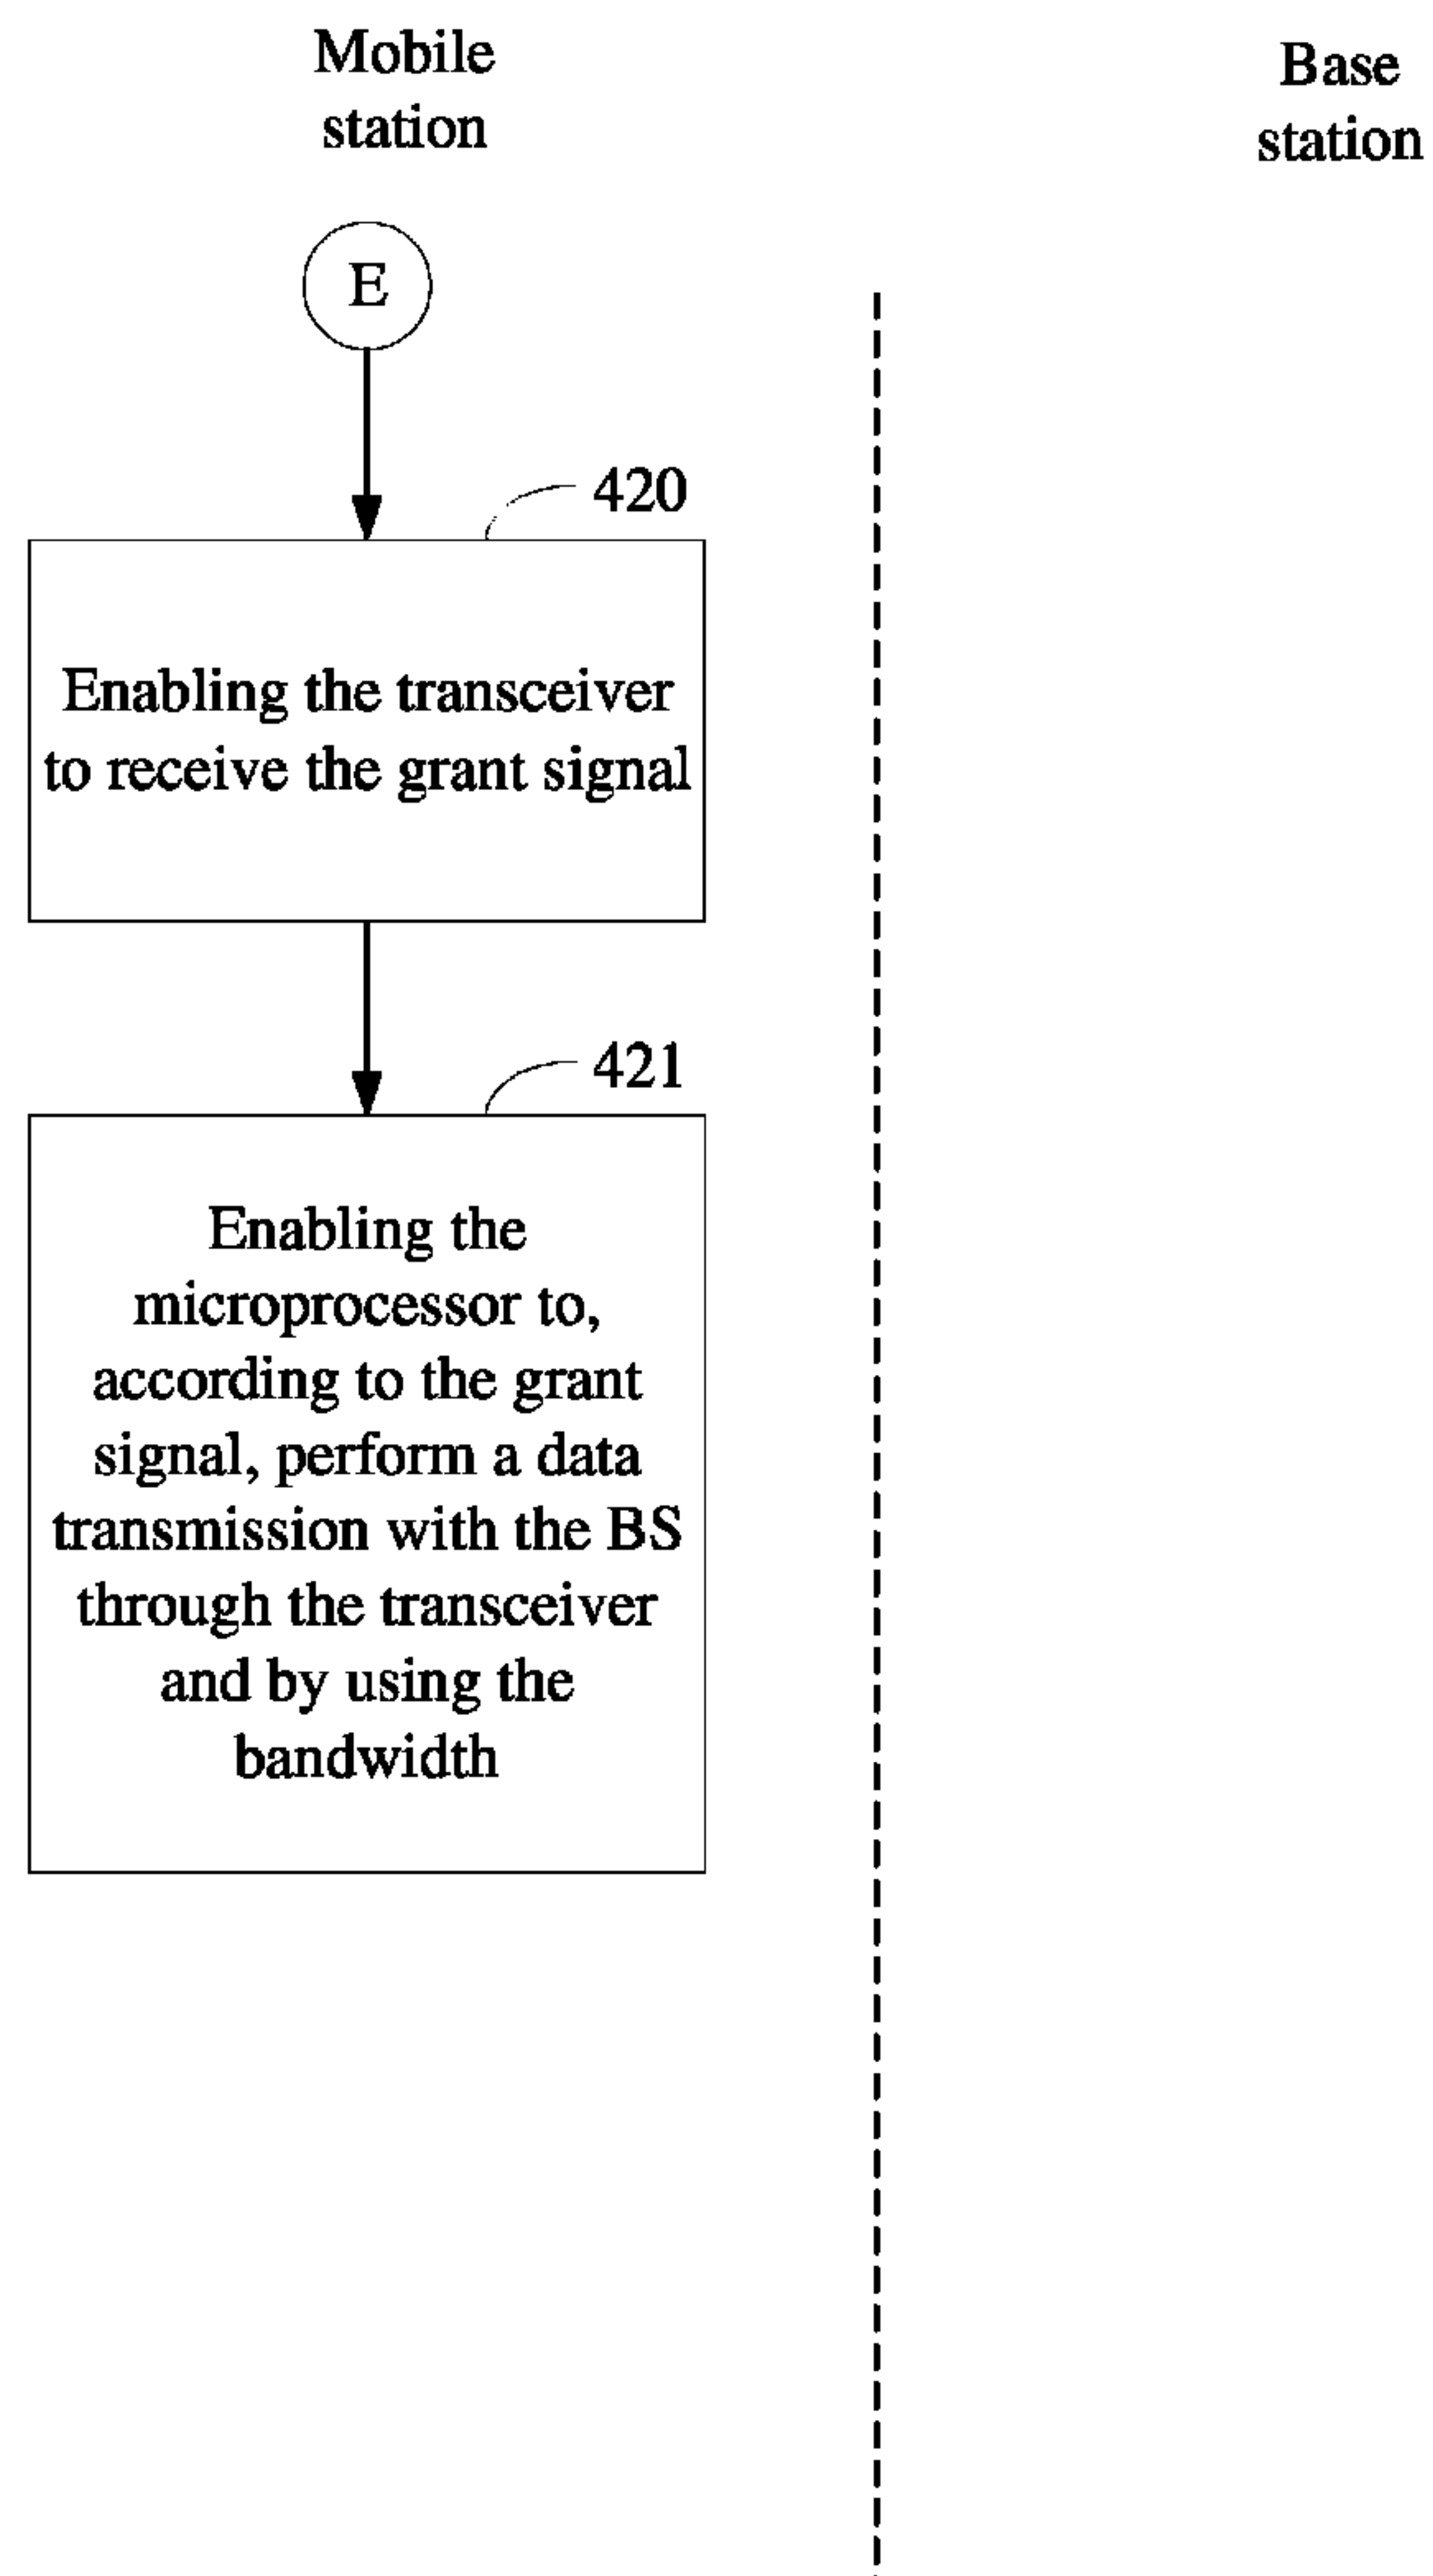 Mobile
station
Base
station
E
420
Enabling the transceiver
to receive the grant signal
421
Enabling the
microprocessor to,
according to the grant
signal, perform a data
transmission with the BS
through the transceiver
and by using the
bandwidth